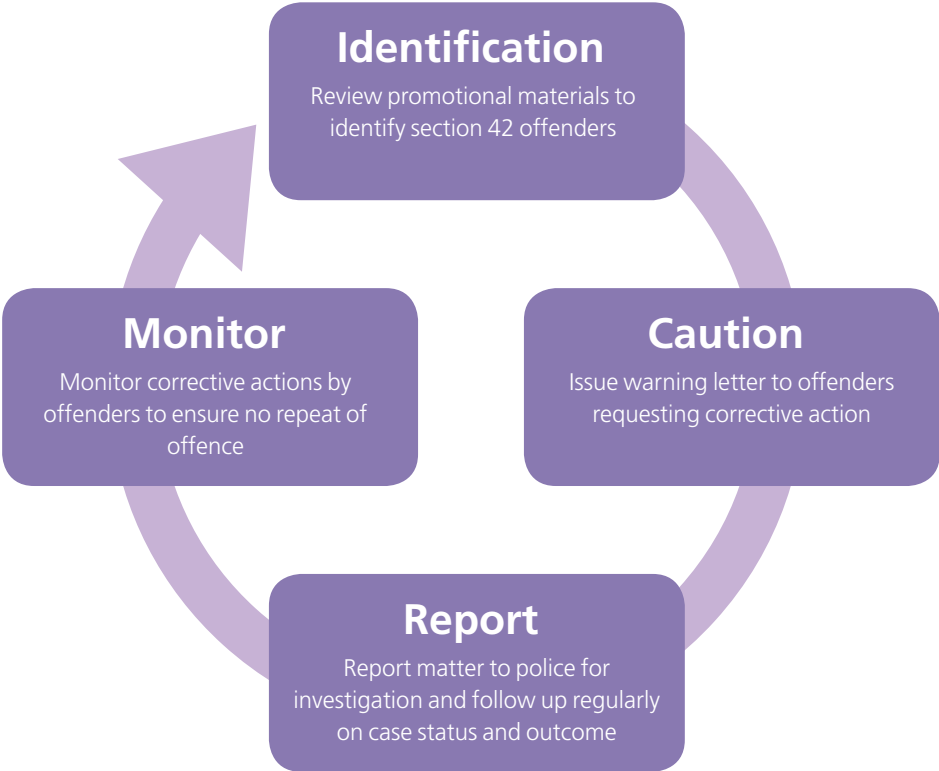 Identification
Review promotional materials to
identify section 42 offenders
Caution
Issue warning letter to offenders
requesting corrective action
Report
Report matter to police for
investigation and follow up regularly
on case status and outcome
Monitor
Monitor corrective actions by
offenders to ensure no repeat of
offence